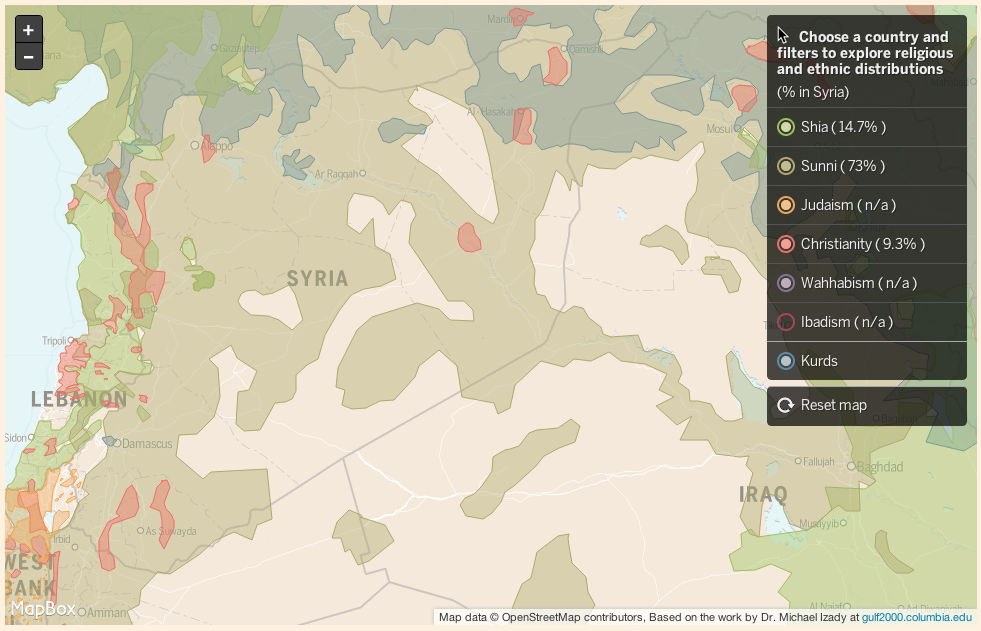 +
−
Choose a country and
filters to explore religious
and ethnic distributions
(% in Syria)
Shia ( 14.7% )
Sunni ( 73% )
Judaism ( n/a )
Christianity ( 9.3% )
Wahhabism ( n/a )
Ibadism ( n/a )
Kurds
Reset map
Mardin
Gaziantep
Al-Hasakah
Mosul
Aleppo
Ar Raqqah
SYRIA
Homs
Tripoli
LEBANON
Sidon
Damascus
Fallujah
Baghdad
IRAQ
Musayyib
As Suwayda
Irbid
WEST
BANK
MapBox
Amman
Al Najaf
Ad Diwaniyah
Map data © OpenStreetMap contributors, Based on the work by Dr. Michael Izady at gulf2000.columbia.edu